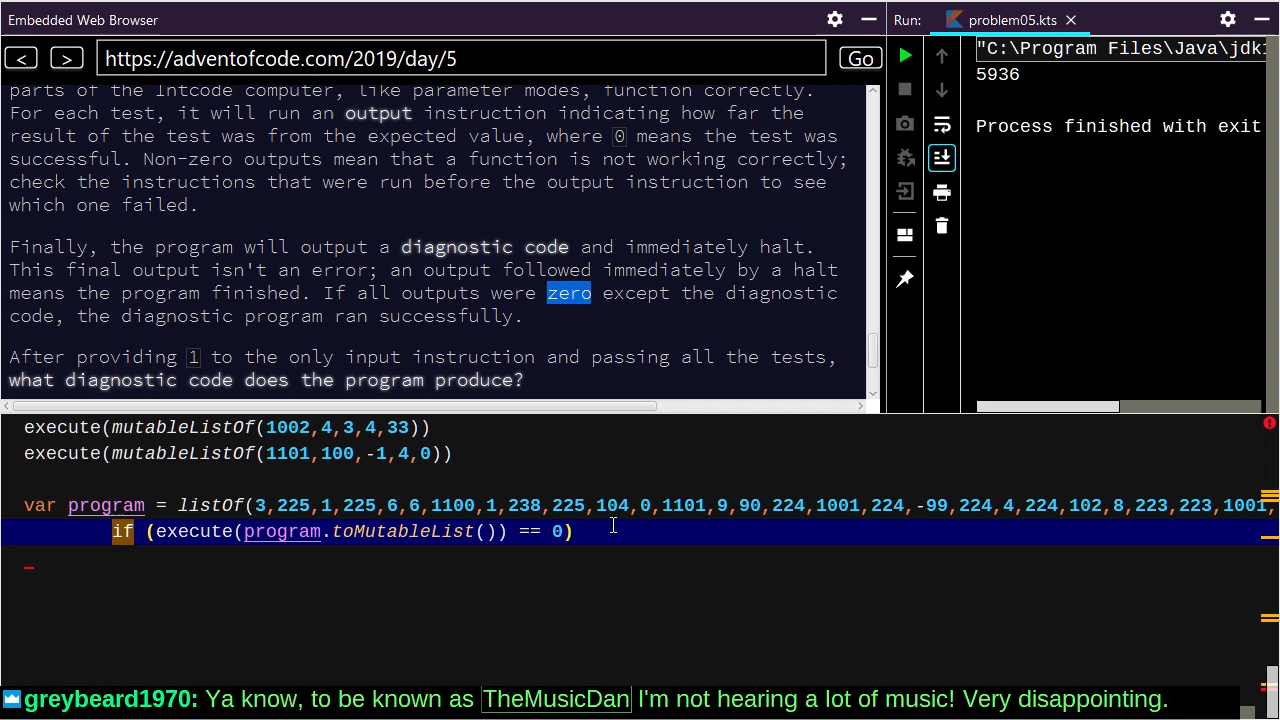 Embedded Web Browser
Run: problem05.kts
< > https://adventofcode.com/2019/day/5 Go
"C:\Program Files\Java\jdk1
5936
Process finished with exit
parts of the Intcode computer, like parameter modes, function correctly.
For each test, it will run an output instruction indicating how far the
result of the test was from the expected value, where 0 means the test was
successful. Non-zero outputs mean that a function is not working correctly;
check the instructions that were run before the output instruction to see
which one failed.
Finally, the program will output a diagnostic code and immediately halt.
This final output isn't an error; an output followed immediately by a halt
means the program finished. If all outputs were zero except the diagnostic
code, the diagnostic program ran successfully.
After providing 1 to the only input instruction and passing all the tests,
what diagnostic code does the program produce?
execute(mutableListOf(1002,4,3,4,33))
execute(mutableListOf(1101,100,-1,4,0))
var program = listOf(3,225,1,225,6,6,1100,1,238,225,104,0,1101,9,90,224,1001,224,-99,224,4,224,102,8,223,223,1001,
if (execute(program.toMutableList()) == 0)
greybeard1970: Ya know, to be known as TheMusicDan I'm not hearing a lot of music! Very disappointing.